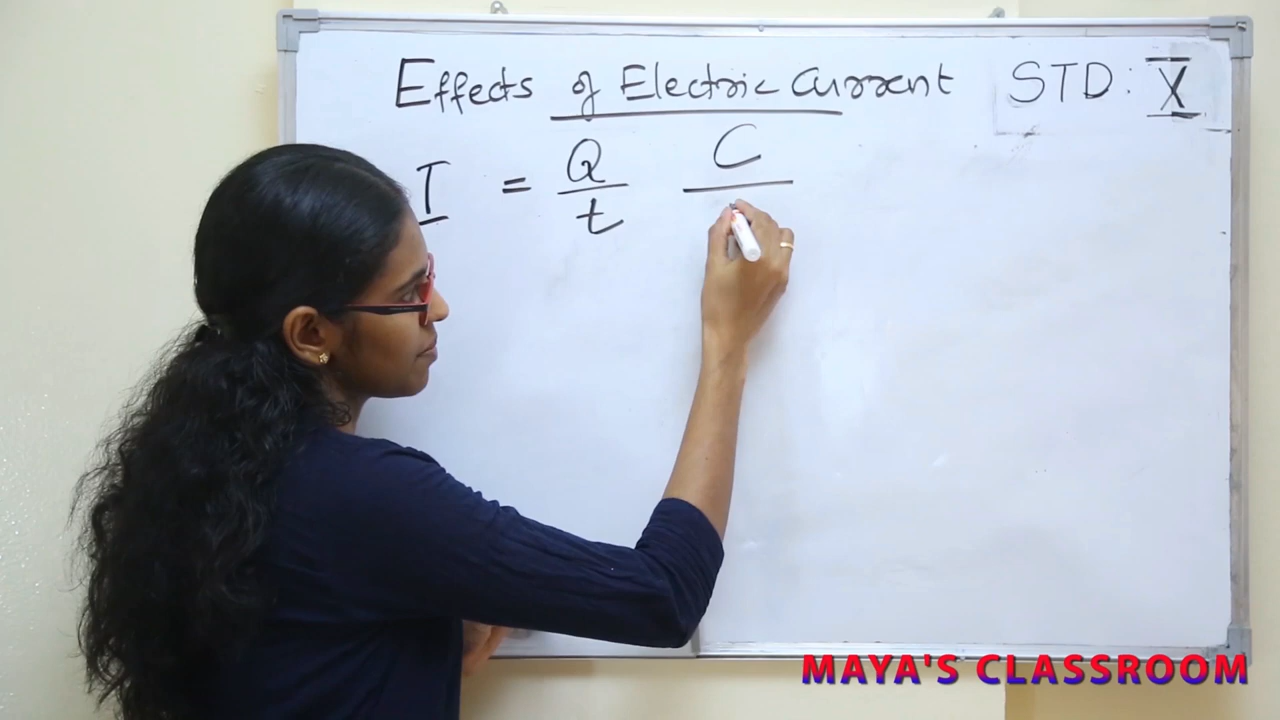 Effects of Electric Current STD: X
I = Q/t C
MAYA'S CLASSROOM